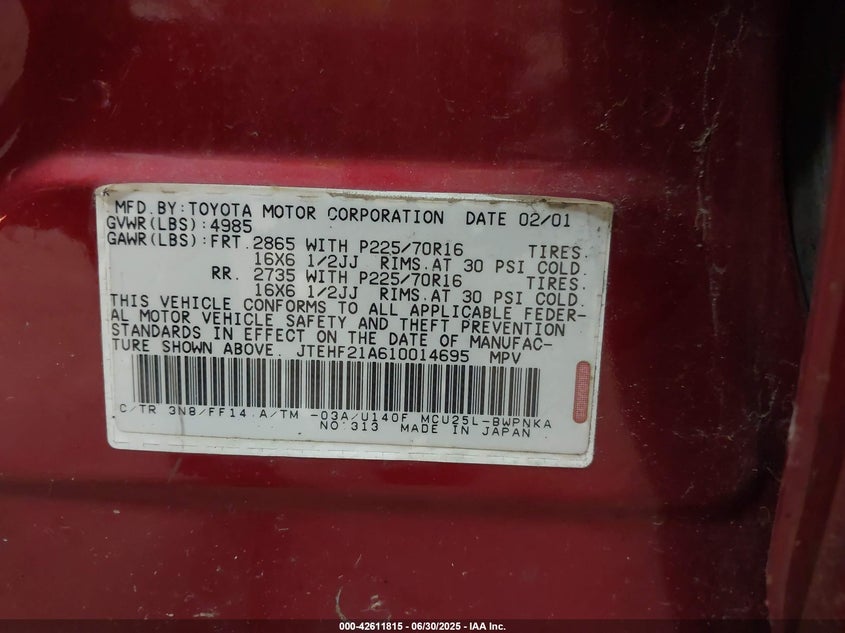 MFD.BY:TOYOTA MOTOR CORPORATION DATE 02/01
GVWR(LBS):4985
GAWR(LBS):FRT.2865 WITH P225/70R16 TIRES.
16X6 1/2JJ RIMS.AT 30 PSI COLD.
RR. 2735 WITH P225/70R16 TIRES.
16X6 1/2JJ RIMS.AT 30 PSI COLD.
THIS VEHICLE CONFORMS TO ALL APPLICABLE FEDER-
AL MOTOR VEHICLE SAFETY AND THEFT PREVENTION
STANDARDS IN EFFECT ON THE DATE OF MANUFAC-
TURE SHOWN ABOVE. JTEHF21A610014695 MPV
C/TR 3N8/FF14.A/TM -03A/U140F MCU25L-BWPNKA
NO.313 MADE IN JAPAN
000-42611815 - 06/30/2025 - IAA Inc.